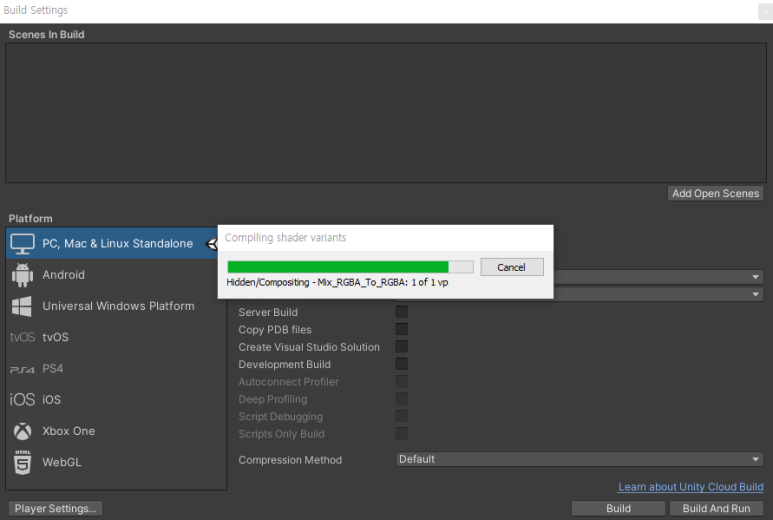 Build Settings
x
Scenes In Build
Add Open Scenes
Platform
PC, Mac & Linux Standalone
Android
Universal Windows Platform
tvOS tvOS
PS4 PS4
iOS iOS
Xbox One
HTML 5 WebGL
Compiling shader variants
Cancel
Hidden/Compositing - Mix_RGBA_To_RGBA: 1 of 1 vp
Server Build
Copy PDB files
Create Visual Studio Solution
Development Build
Autoconnect Profiler
Deep Profiling
Script Debugging
Scripts Only Build
Compression Method Default
Learn about Unity Cloud Build
Player Settings... Build Build And Run